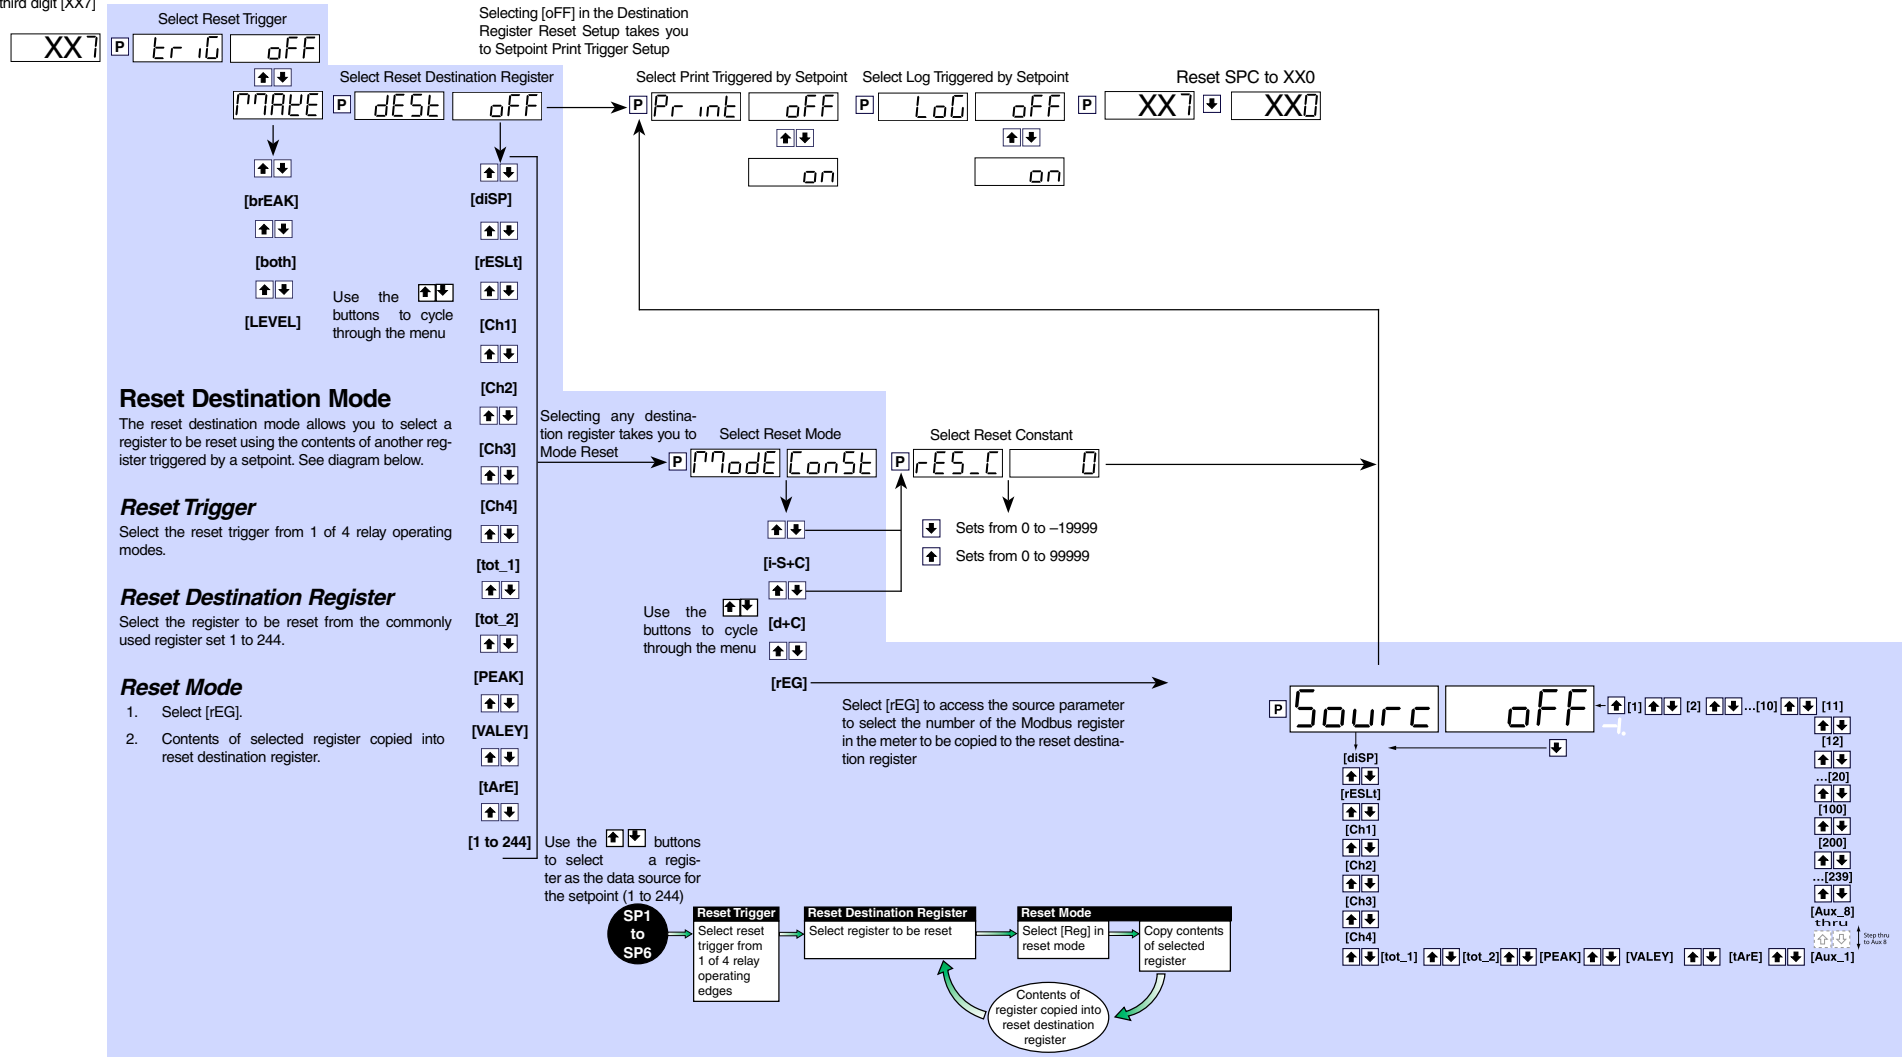 third digit [XX7]
Select Reset Trigger
XX7 P triG oFF
MAKE
[brEAK]
[both]
[LEVEL]
Use the
buttons to cycle
through the menu
Selecting [oFF] in the Destination
Register Reset Setup takes you
to Setpoint Print Trigger Setup
Select Reset Destination Register
P dESt oFF
[diSP]
[rESLt]
[Ch1]
[Ch2]
[Ch3]
[Ch4]
[tot_1]
[tot_2]
[PEAK]
[VALEY]
[tArE]
[1 to 244]
Select Print Triggered by Setpoint
P Print oFF
on
Select Log Triggered by Setpoint
P LoG oFF
on
Reset SPC to XX0
P XX7 XX0
Reset Destination Mode
The reset destination mode allows you to select a
register to be reset using the contents of another reg-
ister triggered by a setpoint. See diagram below.
Reset Trigger
Select the reset trigger from 1 of 4 relay operating
modes.
Reset Destination Register
Select the register to be reset from the commonly
used register set 1 to 244.
Reset Mode
1. Select [rEG].
2. Contents of selected register copied into
reset destination register.
Selecting any destina-
tion register takes you to
Mode Reset
Select Reset Mode
P ModE ConSt
[i-S+C]
[d+C]
[rEG]
Use the
buttons to cycle
through the menu
Select Reset Constant
P rES_C 0
Sets from 0 to –19999
Sets from 0 to 99999
Select [rEG] to access the source parameter
to select the number of the Modbus register
in the meter to be copied to the reset destina-
tion register
P Sourc oFF [1] [2] ...[10] [11]
[12]
...[20]
[100]
[200]
...[239]
[Aux_8]
thru
Step thru
to Aux 8
[diSP]
[rESLt]
[Ch1]
[Ch2]
[Ch3]
[Ch4]
[tot_1] [tot_2] [PEAK] [VALEY] [tArE] [Aux_1]
Use the buttons
to select a regis-
ter as the data source for
the setpoint (1 to 244)
SP1
to
SP6
Reset Trigger
Select reset
trigger from
1 of 4 relay
operating
edges
Reset Destination Register
Select register to be reset
Reset Mode
Select [Reg] in
reset mode
Copy contents
of selected
register
Contents of
register copied into
reset destination
register